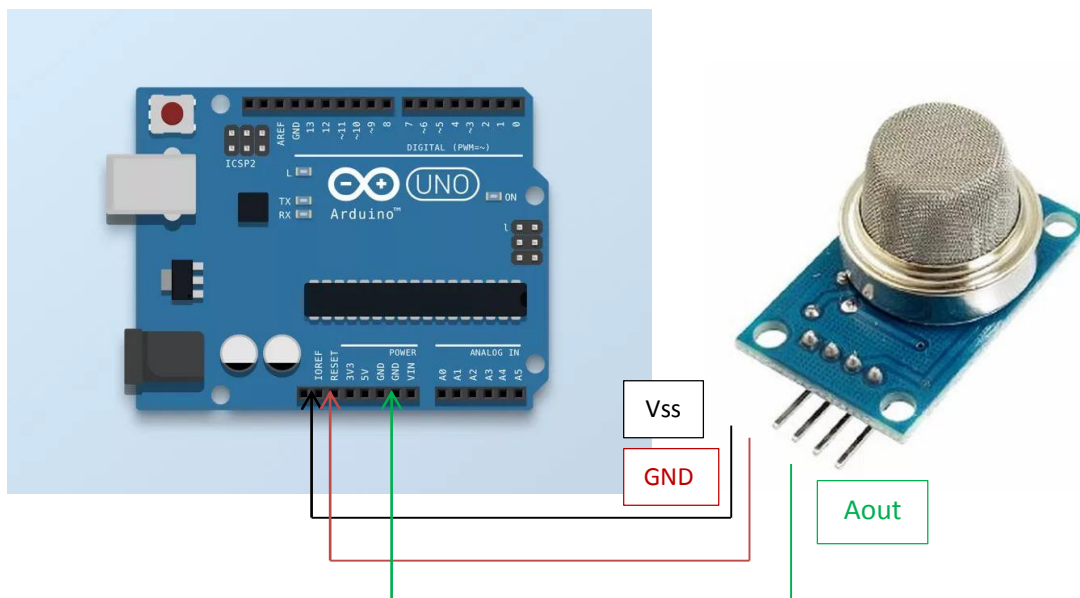 AREF
GND
13
12
~11
~10
~9
8
7
~6
~5
4
~3
2
1
0
DIGITAL (PWM=~)
ICSP2
L
TX
RX
UNO
Arduino™
ON
1
POWER
ANALOG IN
IOREF
RESET
3V3
5V
GND
GND
VIN
A0
A1
A2
A3
A4
A5
Vss
GND
Aout